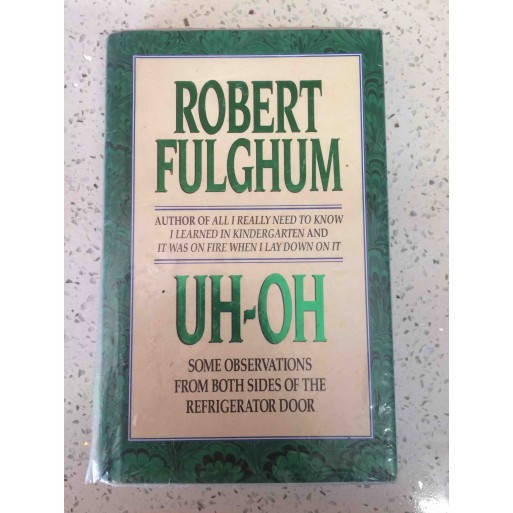 ROBERT
FULGHUM
AUTHOR OF ALL I REALLY NEED TO KNOW
I LEARNED IN KINDERGARTEN AND
IT WAS ON FIRE WHEN I LAY DOWN ON IT
UH-OH
SOME OBSERVATIONS
FROM BOTH SIDES OF THE
REFRIGERATOR DOOR